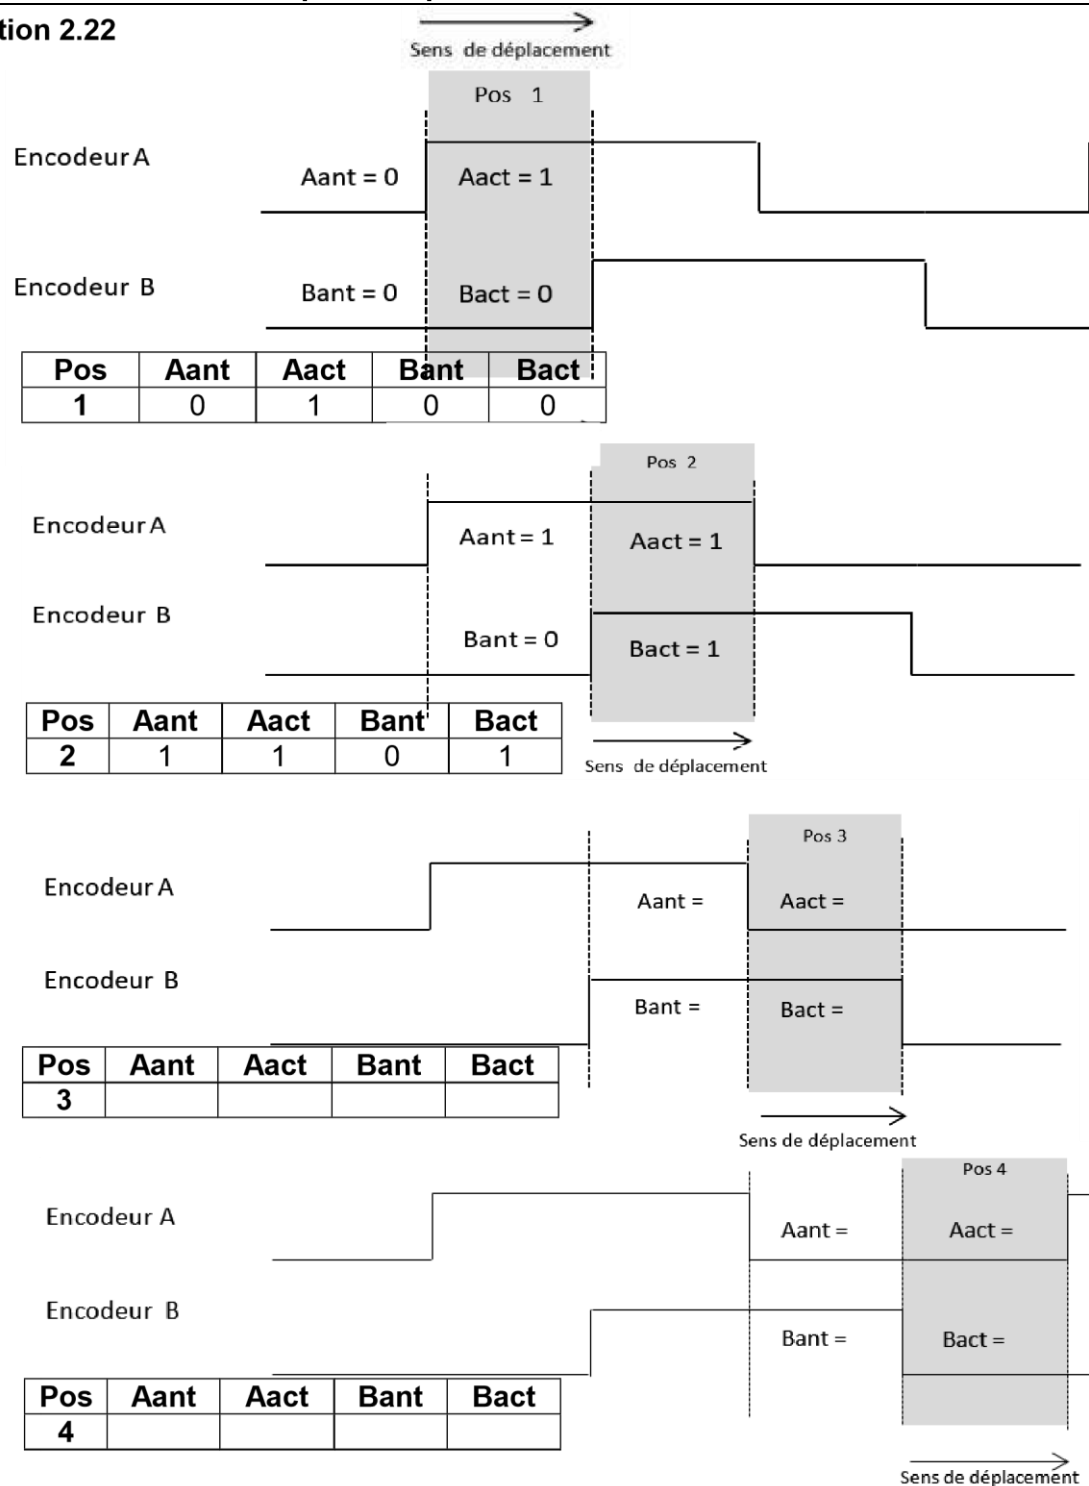 tion 2.22
Sens de déplacement
Pos 1
Encodeur A
Aant = 0 Aact = 1
Encodeur B
Bant = 0 Bact = 0
Pos Aant Aact Bant Bact
1 0 1 0 0
Pos 2
Encodeur A
Aant = 1 Aact = 1
Encodeur B
Bant = 0 Bact = 1
Pos Aant Aact Bant Bact
2 1 1 0 1
Sens de déplacement
Pos 3
Encodeur A
Aant = Aact =
Encodeur B
Bant = Bact =
Pos Aant Aact Bant Bact
3
Sens de déplacement
Pos 4
Encodeur A
Aant = Aact =
Encodeur B
Bant = Bact =
Pos Aant Aact Bant Bact
4
Sens de déplacement